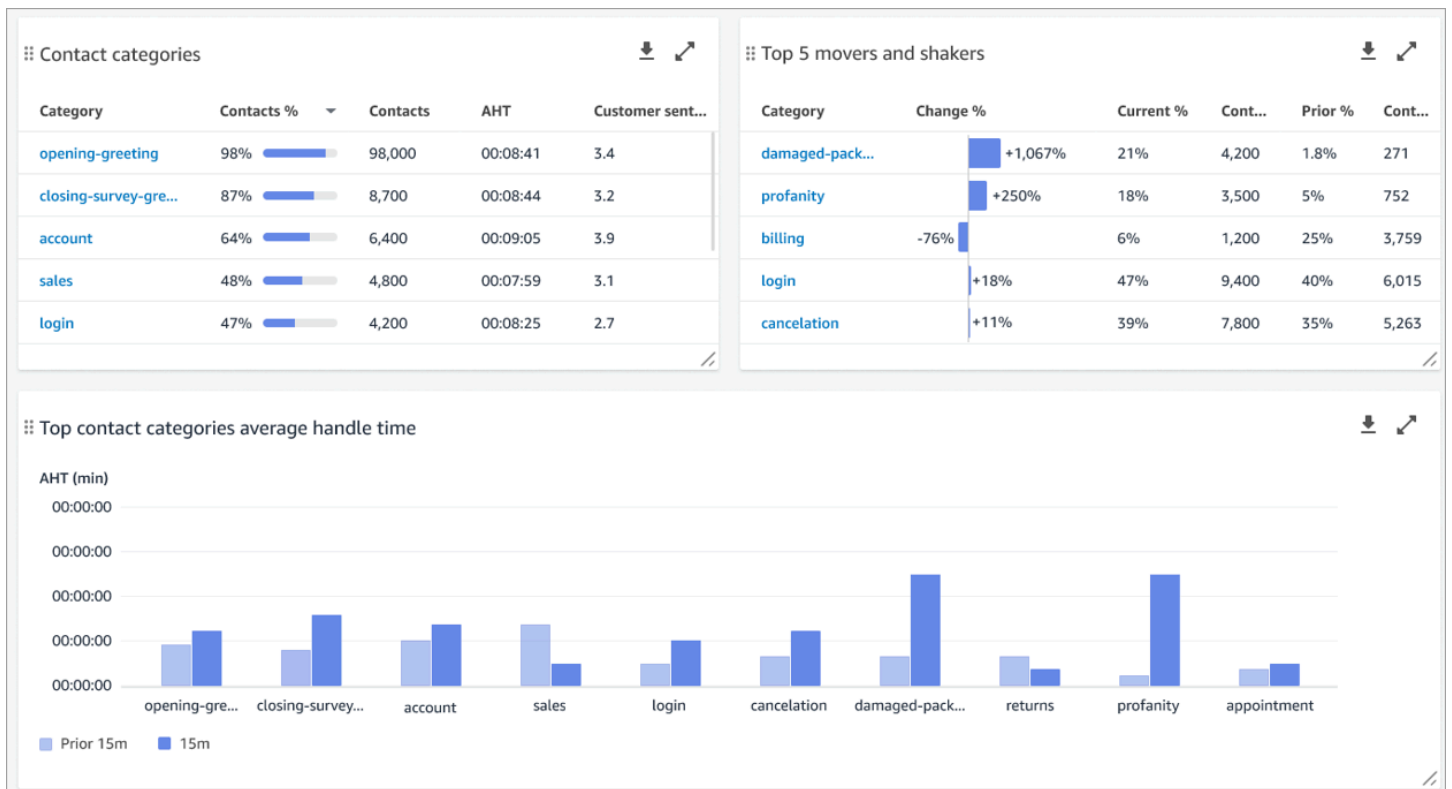 Contact categories
Category Contacts % Contacts AHT Customer sent...
opening-greeting 98% 98,000 00:08:41 3.4
closing-survey-gre... 87% 8,700 00:08:44 3.2
account 64% 6,400 00:09:05 3.9
sales 48% 4,800 00:07:59 3.1
login 47% 4,200 00:08:25 2.7
Top 5 movers and shakers
Category Change % Current % Cont... Prior % Cont...
damaged-pack... +1,067% 21% 4,200 1.8% 271
profanity +250% 18% 3,500 5% 752
billing -76% 6% 1,200 25% 3,759
login +18% 47% 9,400 40% 6,015
cancelation +11% 39% 7,800 35% 5,263
Top contact categories average handle time
AHT (min)
00:00:00
00:00:00
00:00:00
00:00:00
00:00:00
opening-gre... closing-survey... account sales login cancelation damaged-pack... returns profanity appointment
Prior 15m 15m